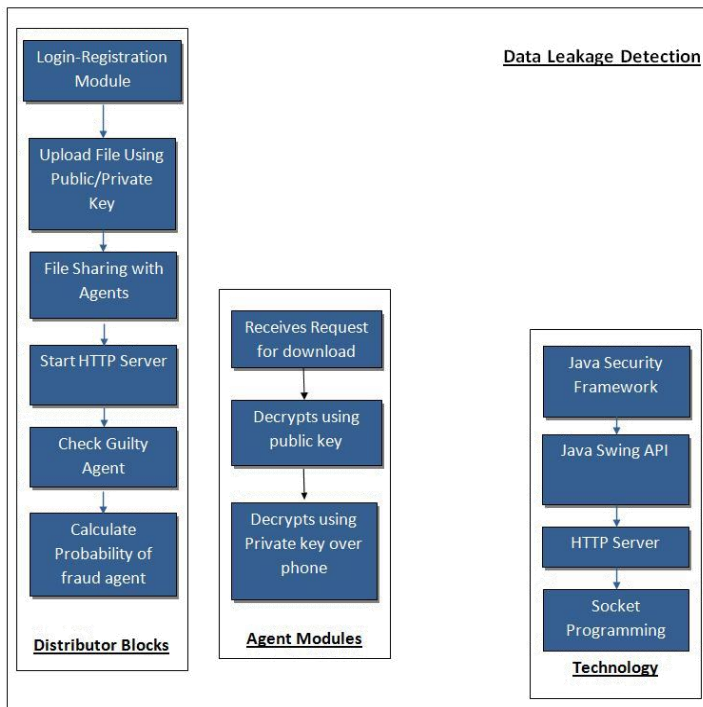 Data Leakage Detection
Login-Registration
Module
Upload File Using
Public/Private
Key
File Sharing with
Agents
Start HTTP Server
Check Guilty
Agent
Calculate
Probability of
fraud agent
Distributor Blocks
Receives Request
for download
Decrypts using
public key
Decrypts using
Private key over
phone
Agent Modules
Java Security
Framework
Java Swing API
HTTP Server
Socket
Programming
Technology